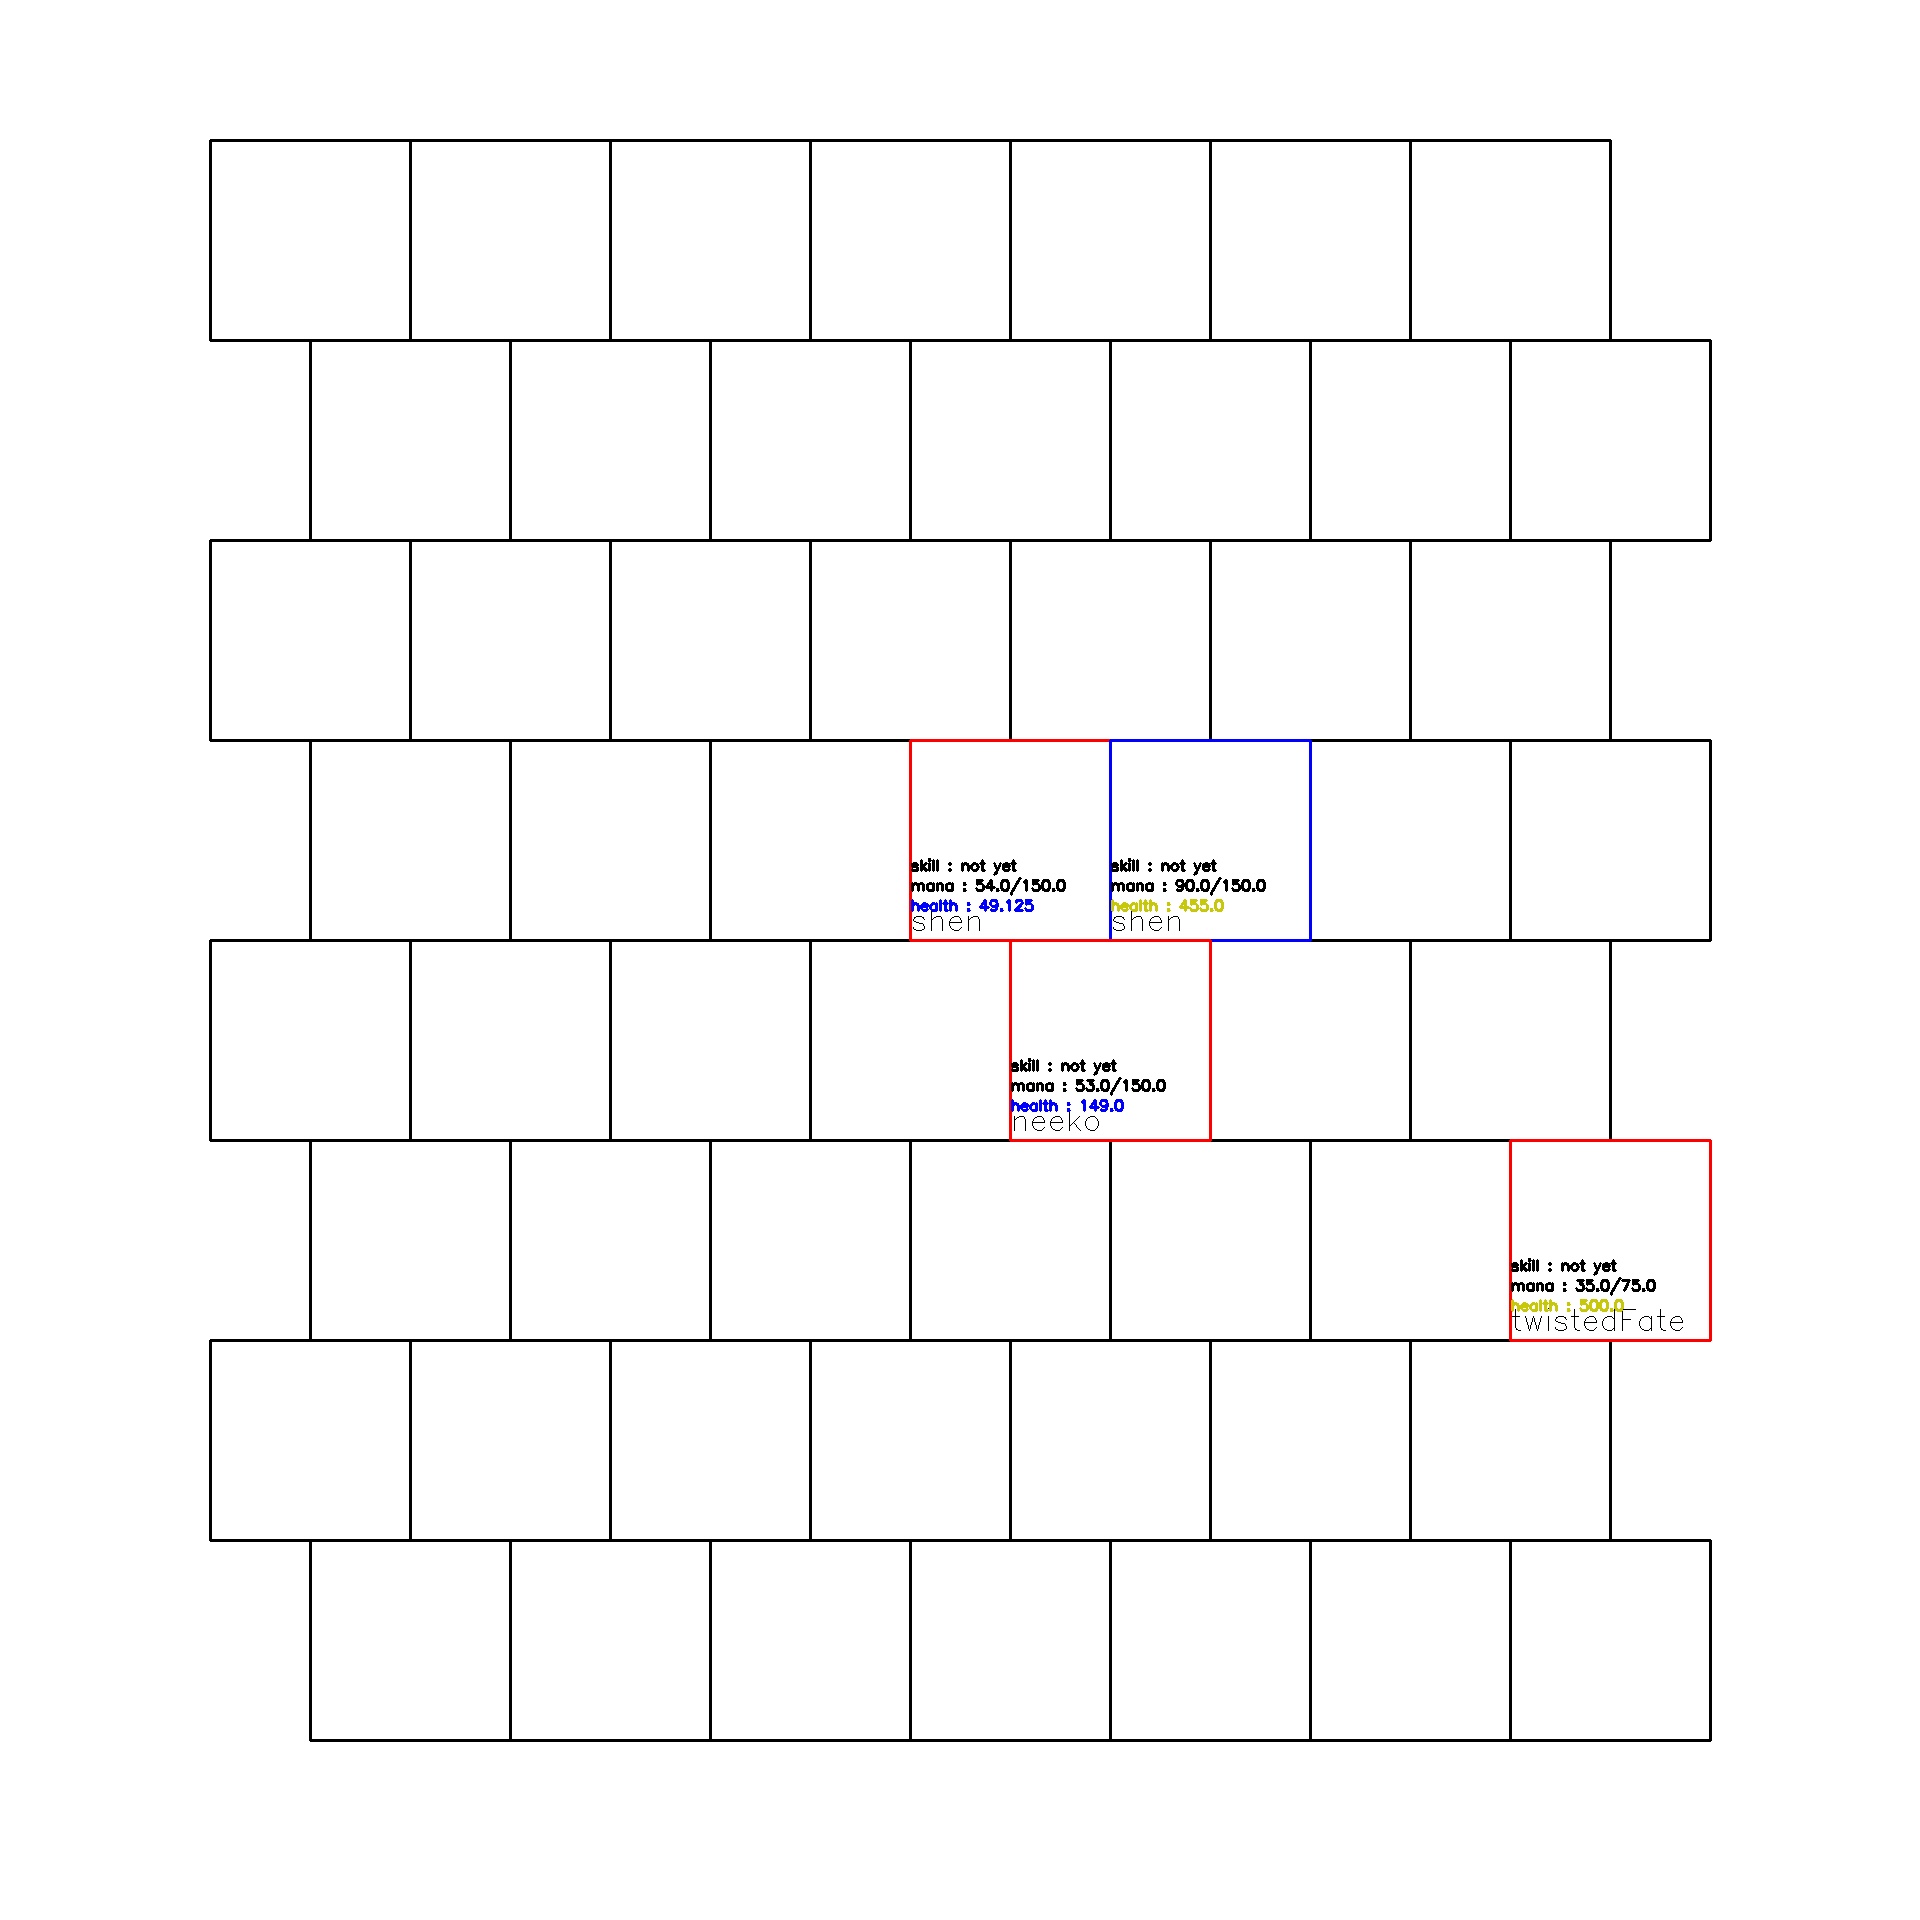 skill : not yet
mana : 54.0/150.0
health : 49.125
shen
skill : not yet
mana : 90.0/150.0
health : 455.0
shen
skill : not yet
mana : 53.0/150.0
health : 149.0
neeko
skill : not yet
mana : 35.0/75.0
health : 500.0
twistedFate